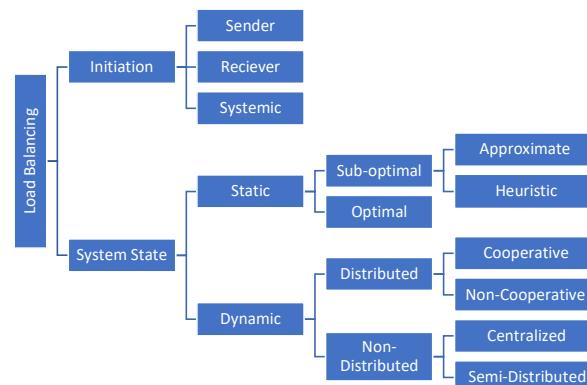 Load Balancing
Initiation
Sender
Reciever
Systemic
System State
Static
Sub-optimal
Approximate
Heuristic
Optimal
Dynamic
Distributed
Cooperative
Non-Cooperative
Non-
Distributed
Centralized
Semi-Distributed